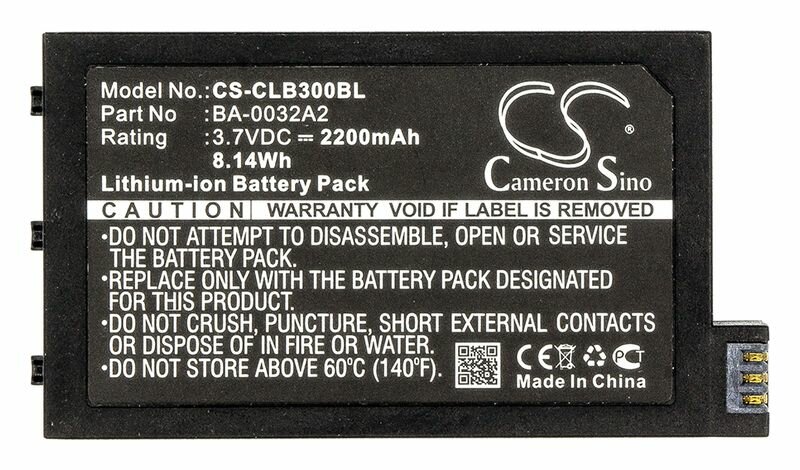 Model No.: CS-CLB300BL
Part No : BA-0032A2
Rating : 3.7VDC ⎓ 2200mAh
8.14Wh
Lithium-ion Battery Pack
CS
Cameron Sino
CAUTION WARRANTY VOID IF LABEL IS REMOVED
•DO NOT ATTEMPT TO DISASSEMBLE, OPEN OR SERVICE
THE BATTERY PACK.
•REPLACE ONLY WITH THE BATTERY PACK DESIGNATED
FOR THIS PRODUCT.
•DO NOT CRUSH, PUNCTURE, SHORT EXTERNAL CONTACTS
OR DISPOSE OF IN FIRE OR WATER.
•DO NOT STORE ABOVE 60°C (140°F).
CE PCT
Made In China